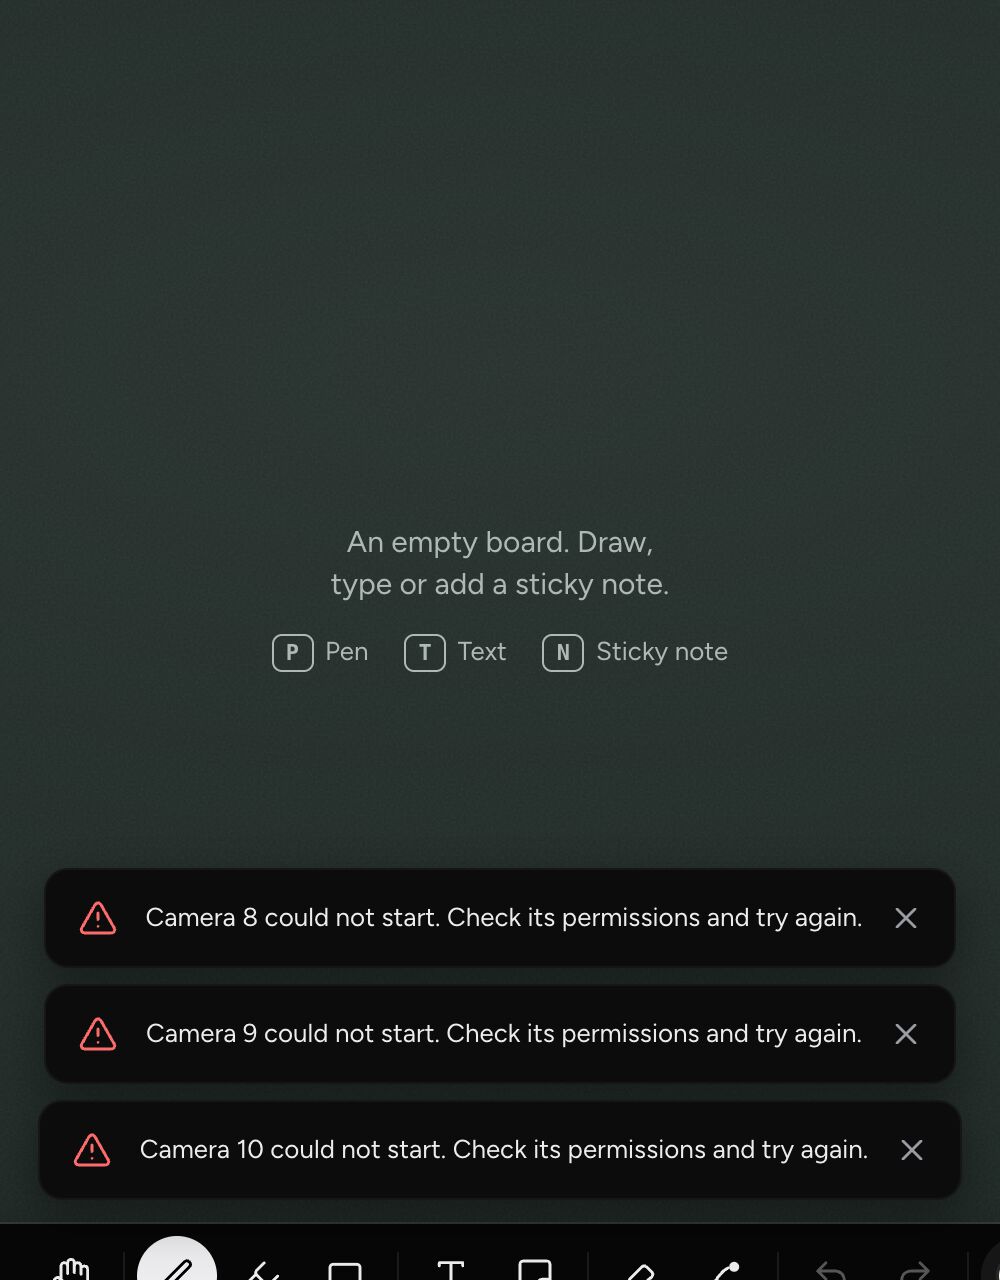 An empty board. Draw,
type or add a sticky note.
P Pen T Text N Sticky note
Camera 8 could not start. Check its permissions and try again.
Camera 9 could not start. Check its permissions and try again.
Camera 10 could not start. Check its permissions and try again.